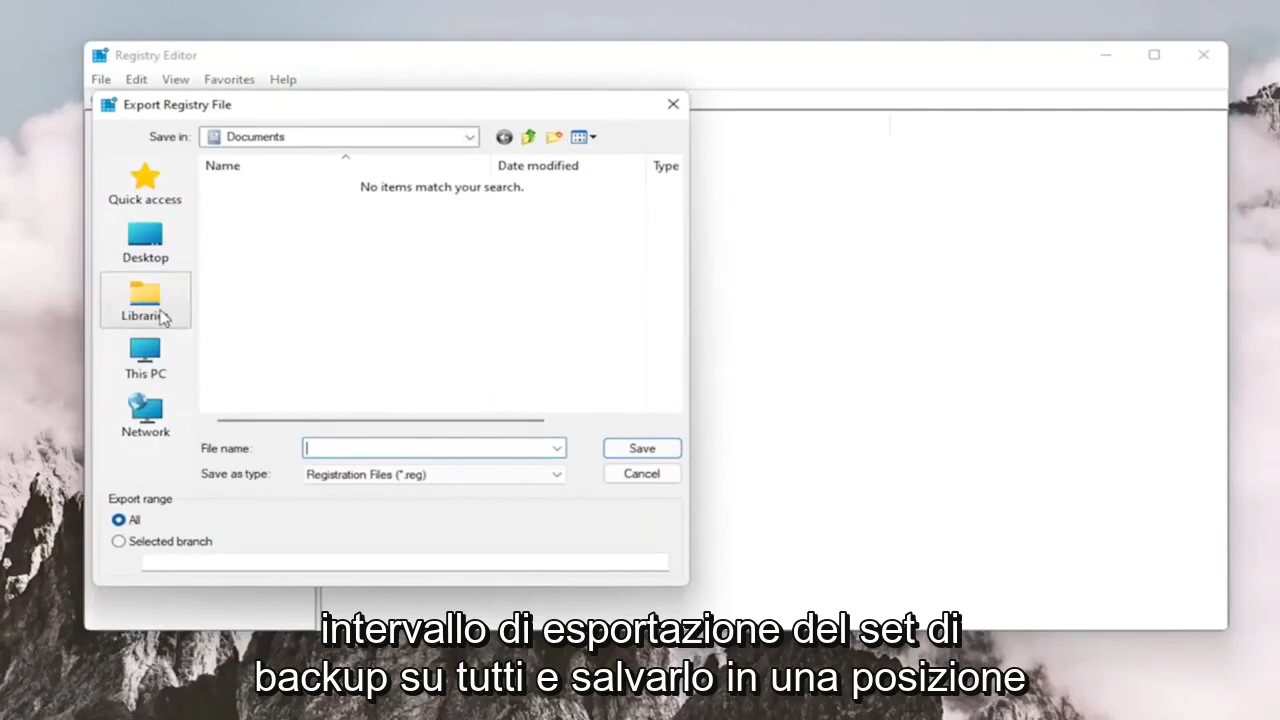 Registry Editor
File Edit View Favorites Help
Export Registry File
Save in: Documents
Name Date modified Type
No items match your search.
Quick access
Desktop
This PC
Network
File name: Save
Save as type: Registration Files (*.reg) Cancel
Export range
All
Selected branch
intervallo di esportazione del set di
backup su tutti e salvarlo in una posizione